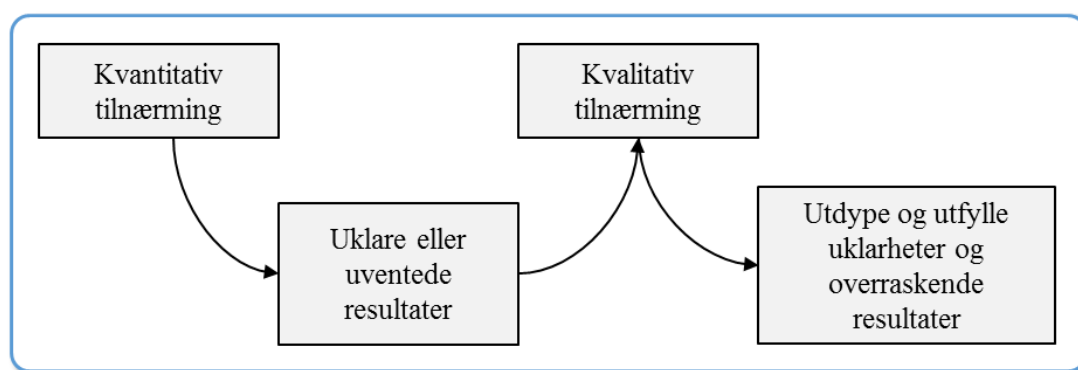 Kvantitativ
tilnærming
Kvalitativ
tilnærming
Uklare eller
uventede
resultater
Utdype og utfylle
uklarheter og
overraskende
resultater